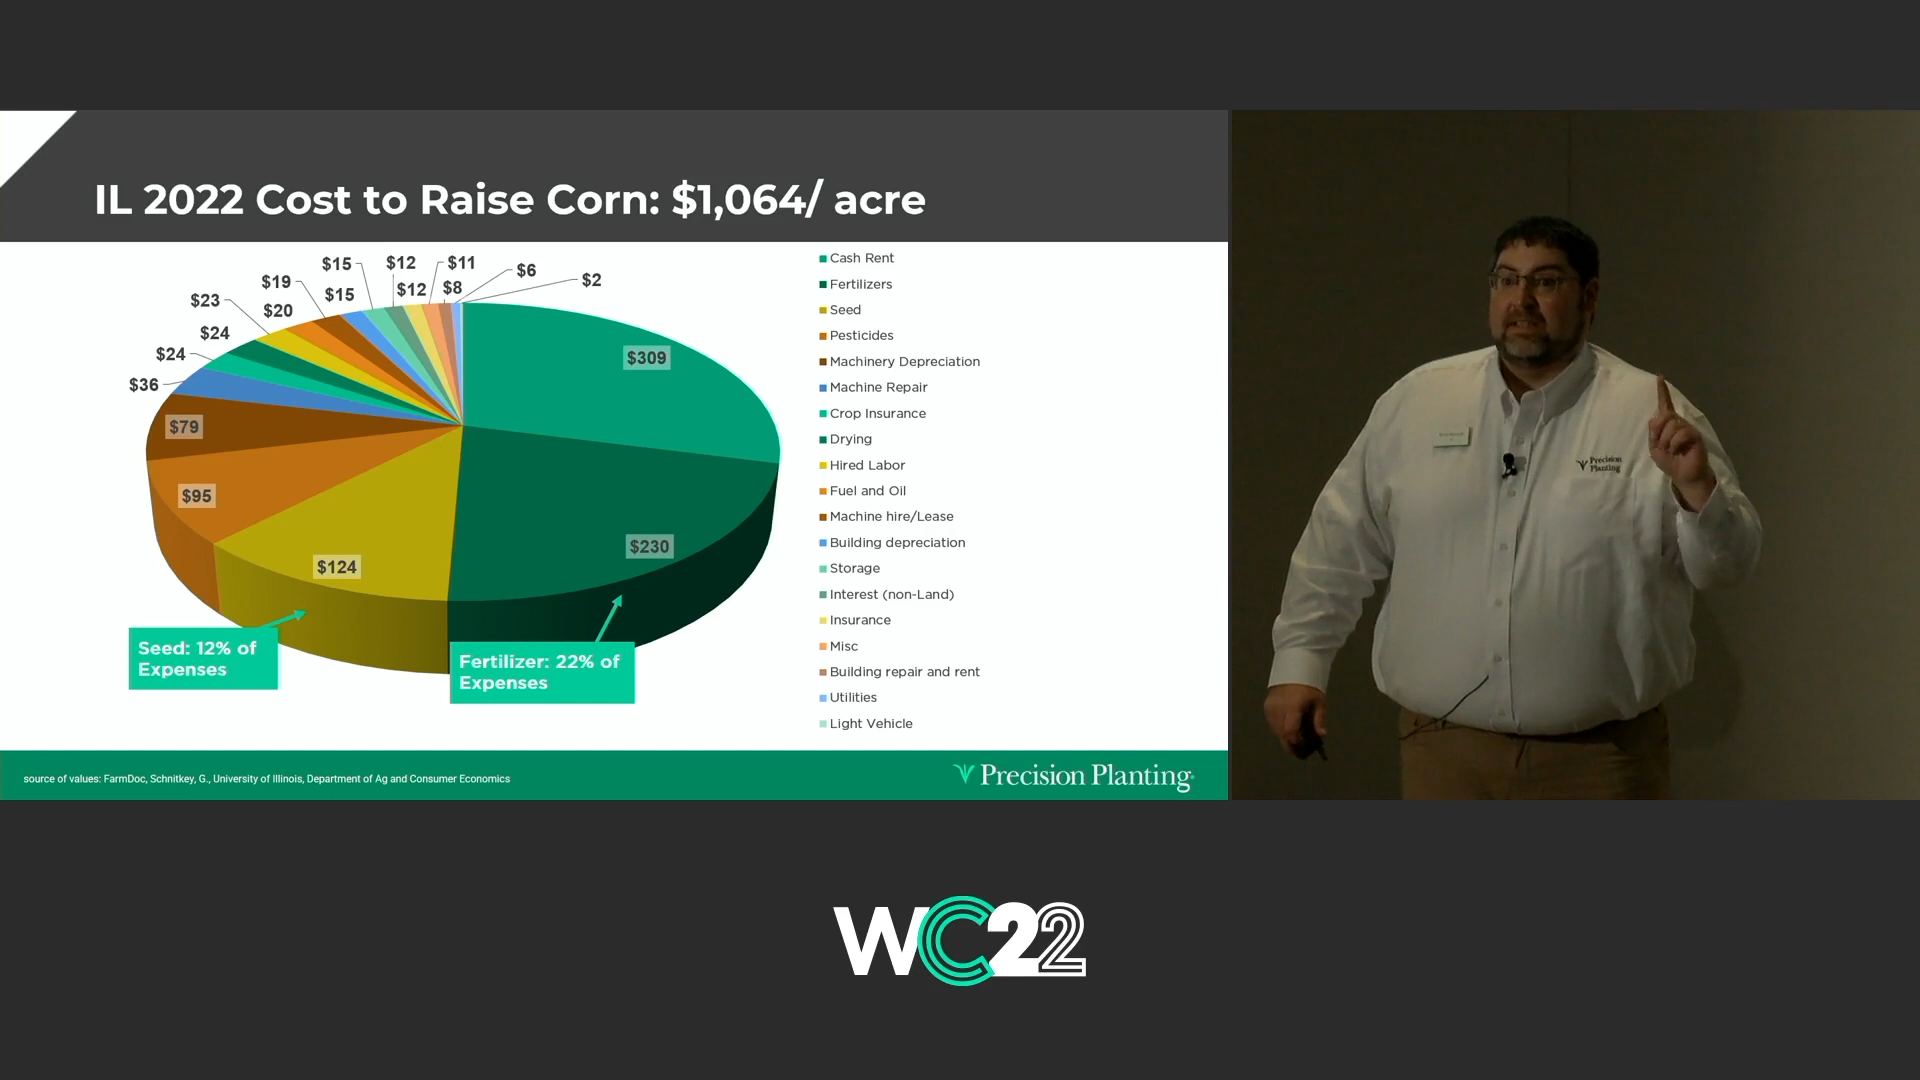 IL 2022 Cost to Raise Corn: $1,064/ acre
$309
$230
$124
$95
$79
$36
$24
$24
$23
$20
$19
$15
$15
$12
$12
$11
$8
$6
$2
Seed: 12% of
Expenses
Fertilizer: 22% of
Expenses
Cash Rent
Fertilizers
Seed
Pesticides
Machinery Depreciation
Machine Repair
Crop Insurance
Drying
Hired Labor
Fuel and Oil
Machine hire/Lease
Building depreciation
Storage
Interest (non-Land)
Insurance
Misc
Building repair and rent
Utilities
Light Vehicle
source of values: FarmDoc, Schnitkey, G., University of Illinois, Department of Ag and Consumer Economics
Precision Planting
Precision
Planting
WC22